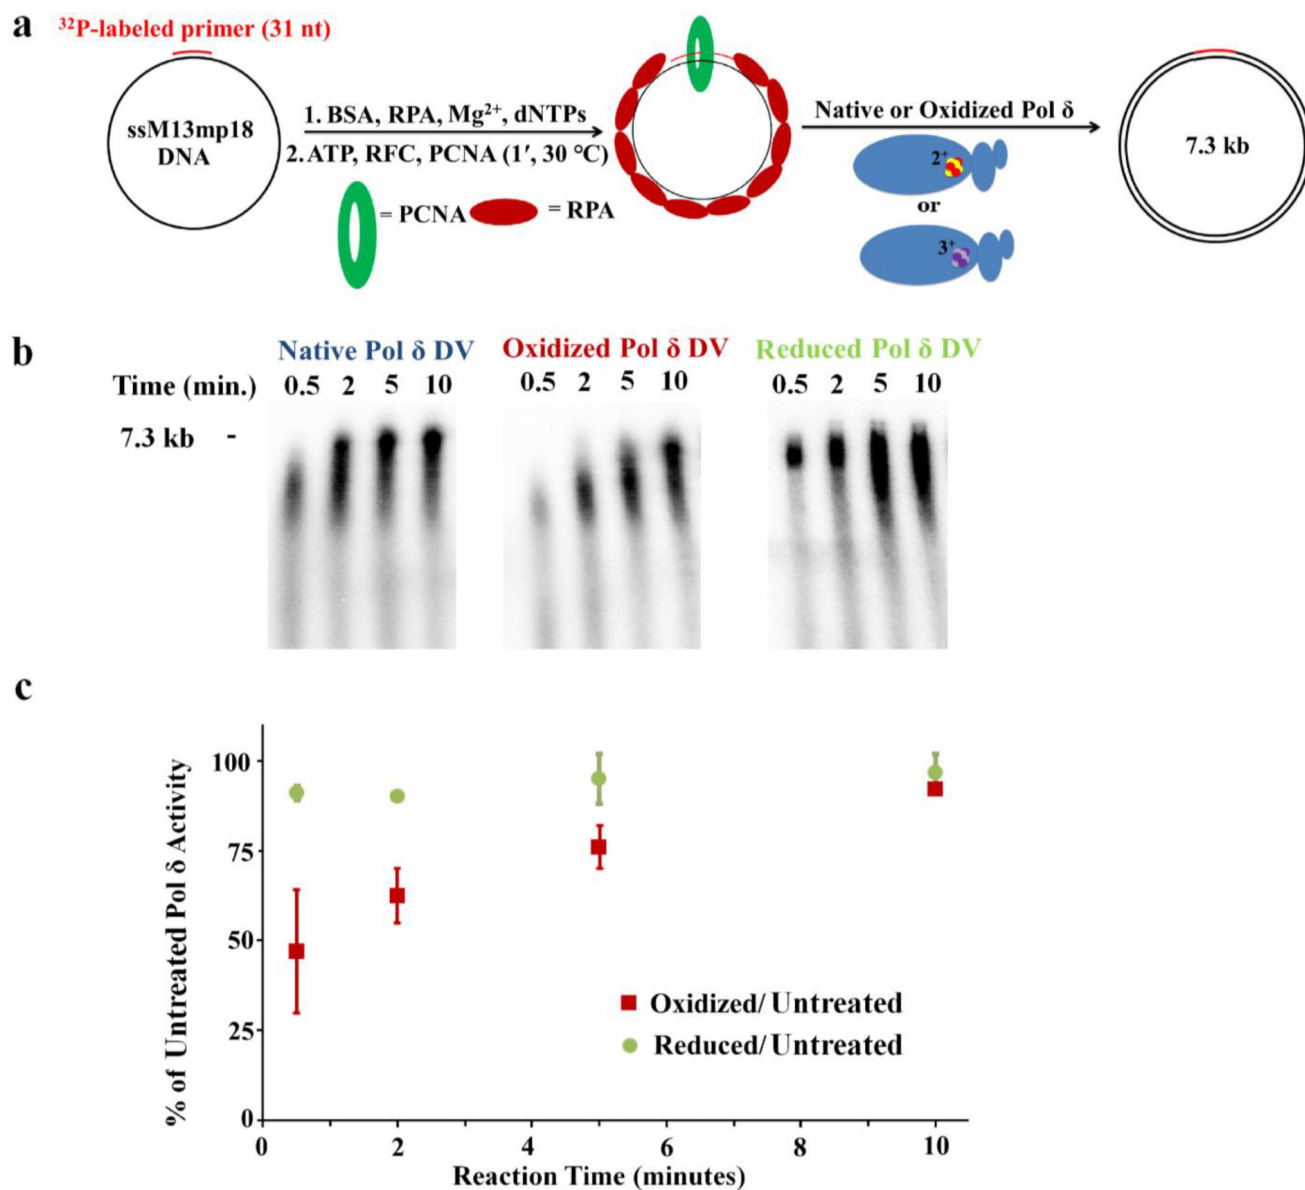 a
³²P-labeled primer (31 nt)
ssM13mp18
DNA
1. BSA, RPA, Mg²⁺, dNTPs
2. ATP, RFC, PCNA (1′, 30 °C)
= PCNA
= RPA
Native or Oxidized Pol δ
2⁺
or
3⁺
7.3 kb
b
Native Pol δ DV
Oxidized Pol δ DV
Reduced Pol δ DV
Time (min.) 0.5 2 5 10 0.5 2 5 10 0.5 2 5 10
7.3 kb -
c
% of Untreated Pol δ Activity
100
75
50
25
0
Oxidized/Untreated
Reduced/Untreated
0 2 4 6 8 10
Reaction Time (minutes)